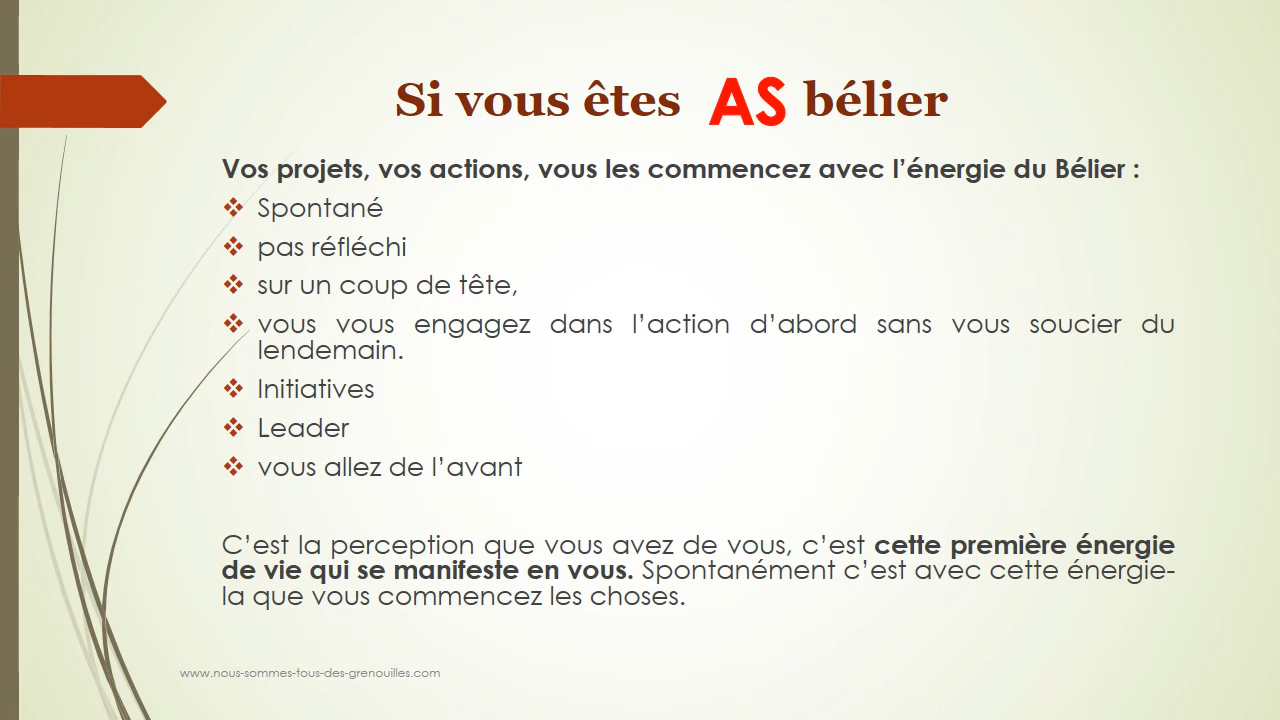 Si vous êtes AS bélier
Vos projets, vos actions, vous les commencez avec l’énergie du Bélier :
❖ Spontané
❖ pas réfléchi
❖ sur un coup de tête,
❖ vous vous engagez dans l’action d’abord sans vous soucier du
lendemain.
❖ Initiatives
❖ Leader
❖ vous allez de l’avant
C’est la perception que vous avez de vous, c’est cette première énergie
de vie qui se manifeste en vous. Spontanément c’est avec cette énergie-
la que vous commencez les choses.
www.nous-sommes-tous-des-grenouilles.com